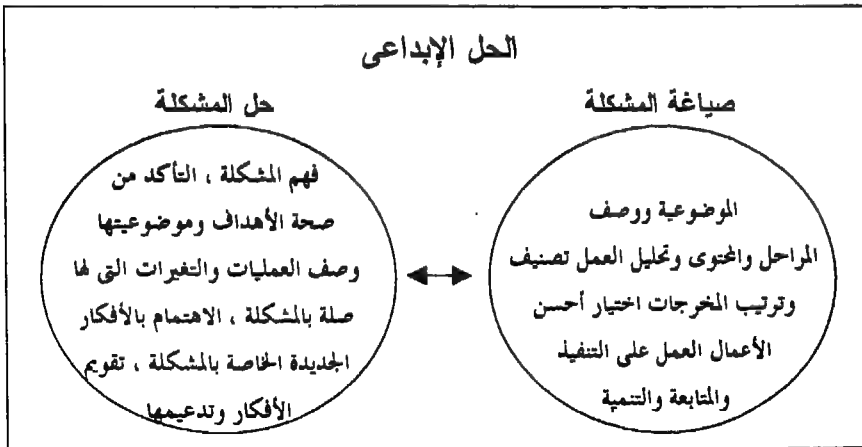 الحل الإبداعى
صياغة المشكلة
الموضوعية ووصف
المراحل والمحتوى وتحليل العمل تصنيف
وترتيب المخرجات اختيار أحسن
الأعمال العمل على التنفيذ
والمتابعة والتنمية
حل المشكلة
فهم المشكلة ، التأكد من
صحة الأهداف وموضوعيتها
وصف العمليات والتغيرات التى لها
صلة بالمشكلة ، الاهتمام بالأفكار
الجديدة الخاصة بالمشكلة ، تقويم
الأفكار وتدعيمها